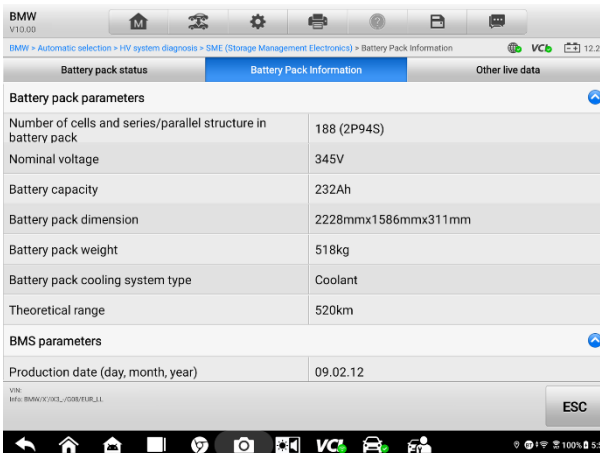 BMW
V10.00
BMW > Automatic selection > HV system diagnosis > SME (Storage Management Electronics) > Battery Pack Information
VCI
12.2
Battery pack status
Battery Pack Information
Other live data
Battery pack parameters
Number of cells and series/parallel structure in
battery pack
188 (2P94S)
Nominal voltage
345V
Battery capacity
232Ah
Battery pack dimension
2228mmx1586mmx311mm
Battery pack weight
518kg
Battery pack cooling system type
Coolant
Theoretical range
520km
BMS parameters
Production date (day, month, year)
09.02.12
VIN:
ESC
VCI
100%